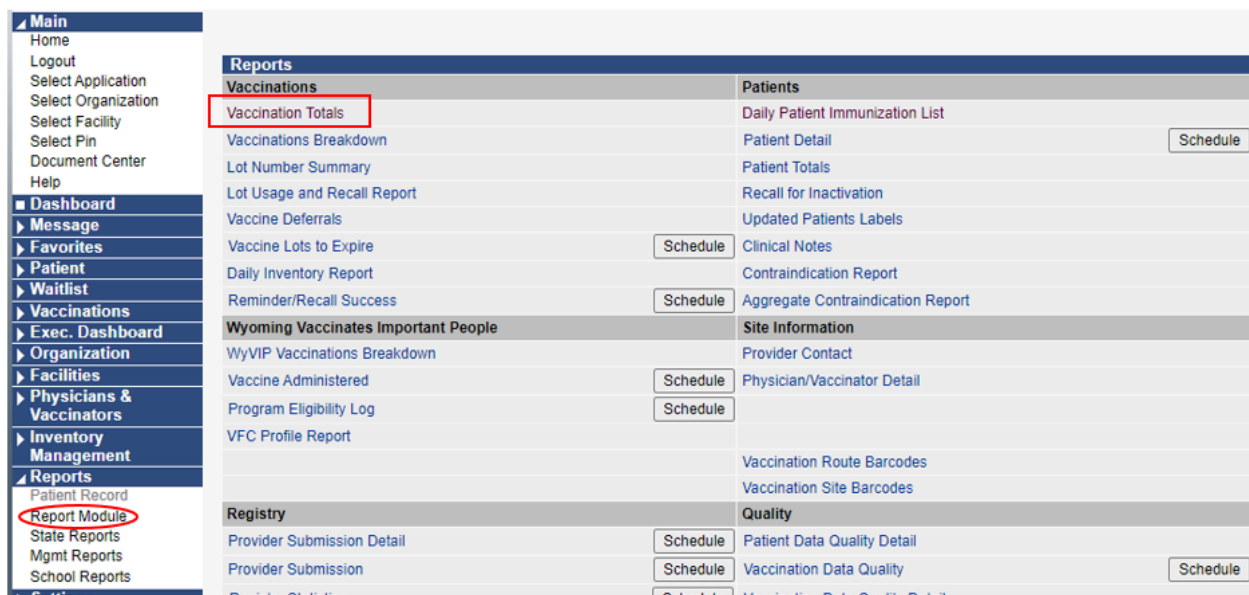 Main
Home
Logout
Select Application
Select Organization
Select Facility
Select Pin
Document Center
Help
Dashboard
Message
Favorites
Patient
Waitlist
Vaccinations
Exec. Dashboard
Organization
Facilities
Physicians &
Vaccinators
Inventory
Management
Reports
Patient Record
Report Module
State Reports
Mgmt Reports
School Reports
Reports
Vaccinations Patients
Vaccination Totals Daily Patient Immunization List
Vaccinations Breakdown Patient Detail Schedule
Lot Number Summary Patient Totals
Lot Usage and Recall Report Recall for Inactivation
Vaccine Deferrals Updated Patients Labels
Vaccine Lots to Expire Schedule Clinical Notes
Daily Inventory Report Contraindication Report
Reminder/Recall Success Schedule Aggregate Contraindication Report
Wyoming Vaccinates Important People Site Information
WyVIP Vaccinations Breakdown Provider Contact
Vaccine Administered Schedule Physician/Vaccinator Detail
Program Eligibility Log Schedule
VFC Profile Report
Vaccination Route Barcodes
Vaccination Site Barcodes
Registry Quality
Provider Submission Detail Schedule Patient Data Quality Detail
Provider Submission Schedule Vaccination Data Quality Schedule